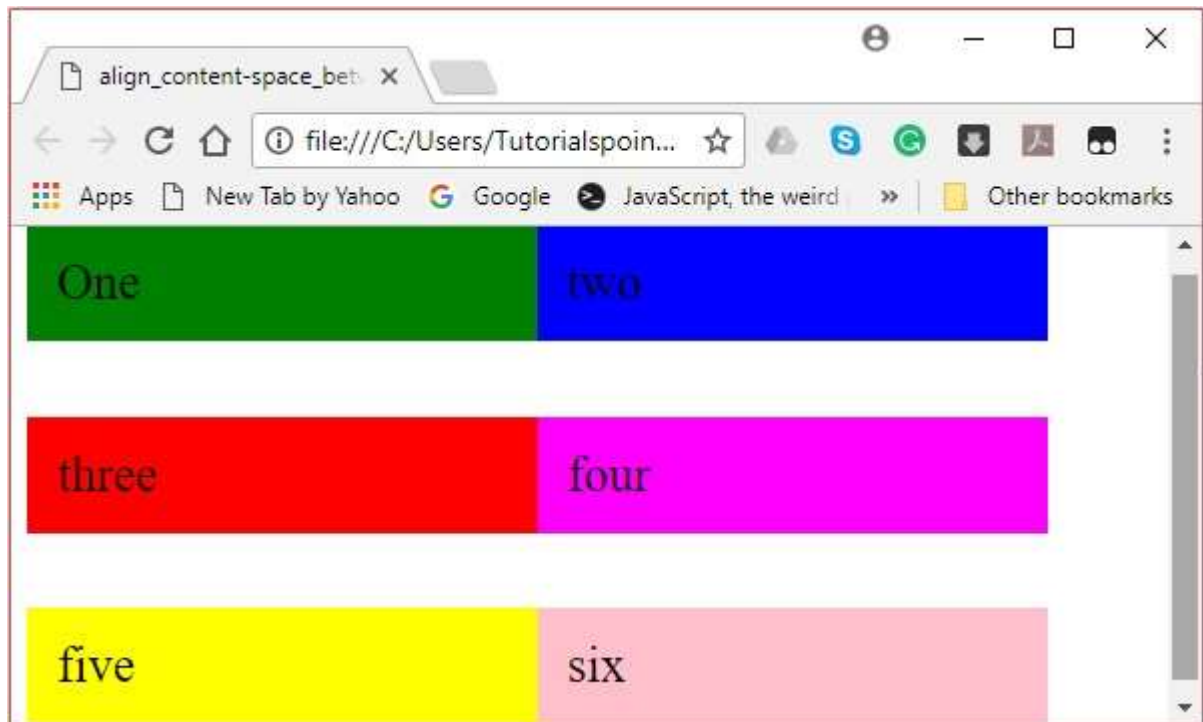 align_content-space_bet
file:///C:/Users/Tutorialspoin...
Apps New Tab by Yahoo Google JavaScript, the weird » Other bookmarks
One two
three four
five six